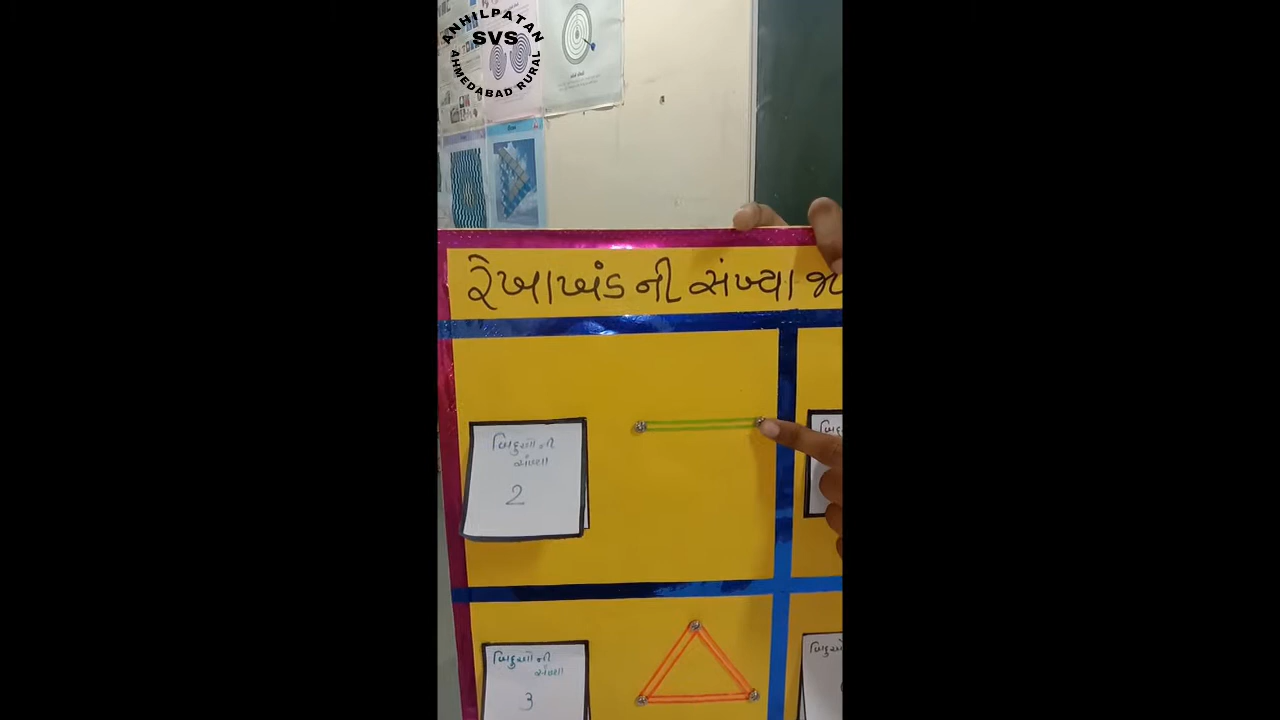 ANHILPATAN
SVS
AHMEDABAD RURAL
રેખાખંડ ની સંખ્યા
બિંદુઓની
સંખ્યા
2
બિંદુઓની
સંખ્યા
3